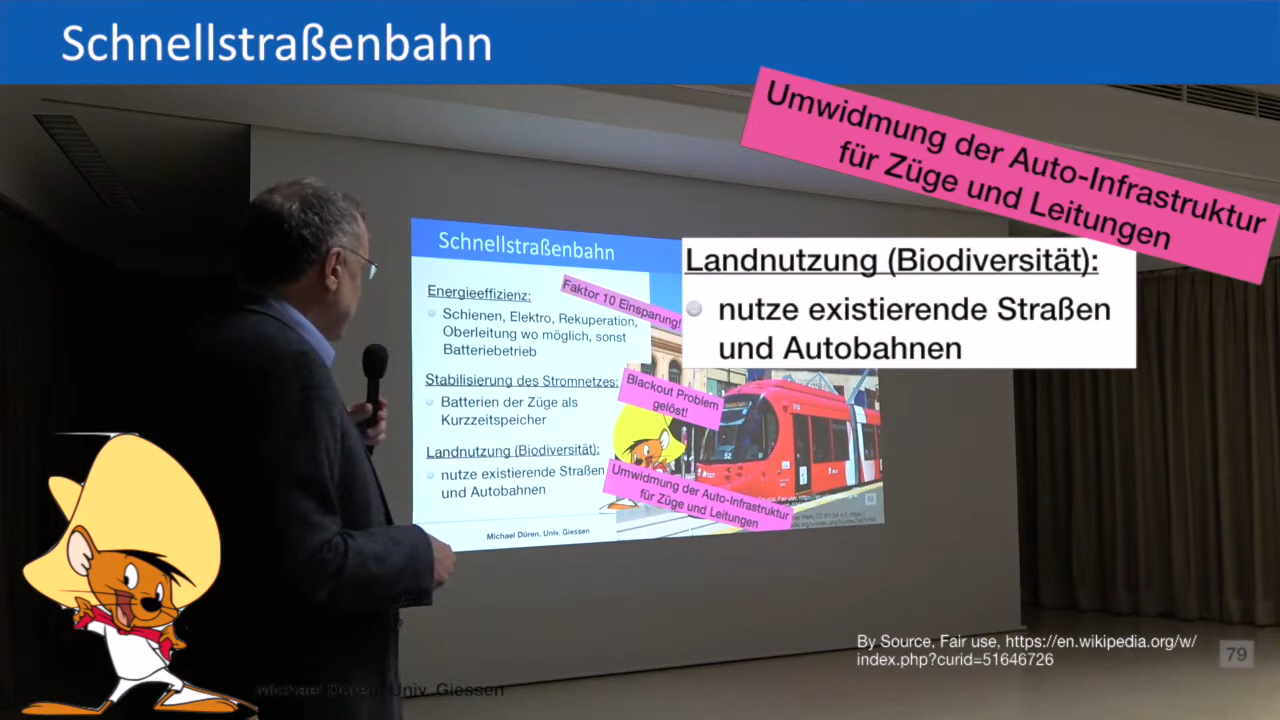 Schnellstraßenbahn
Umwidmung der Auto-Infrastruktur
für Züge und Leitungen
Landnutzung (Biodiversität):
nutze existierende Straßen
und Autobahnen
Schnellstraßenbahn
Energieeffizienz:
Schienen, Elektro, Rekuperation,
Oberleitung wo möglich, sonst
Batteriebetrieb
Faktor 10 Einsparung!
Stabilisierung des Stromnetzes:
Batterien der Züge als
Kurzzeitspeicher
Blackout Problem
gelöst!
52
Landnutzung (Biodiversität):
nutze existierende Straßen
und Autobahnen
Umwidmung der Auto-Infrastruktur
für Züge und Leitungen
Michael Düren, Univ. Giessen
By Source, Fair use, https://en.wikipedia.org/w/
index.php?curid=51646726
79
Michael Düren, Univ. Giessen